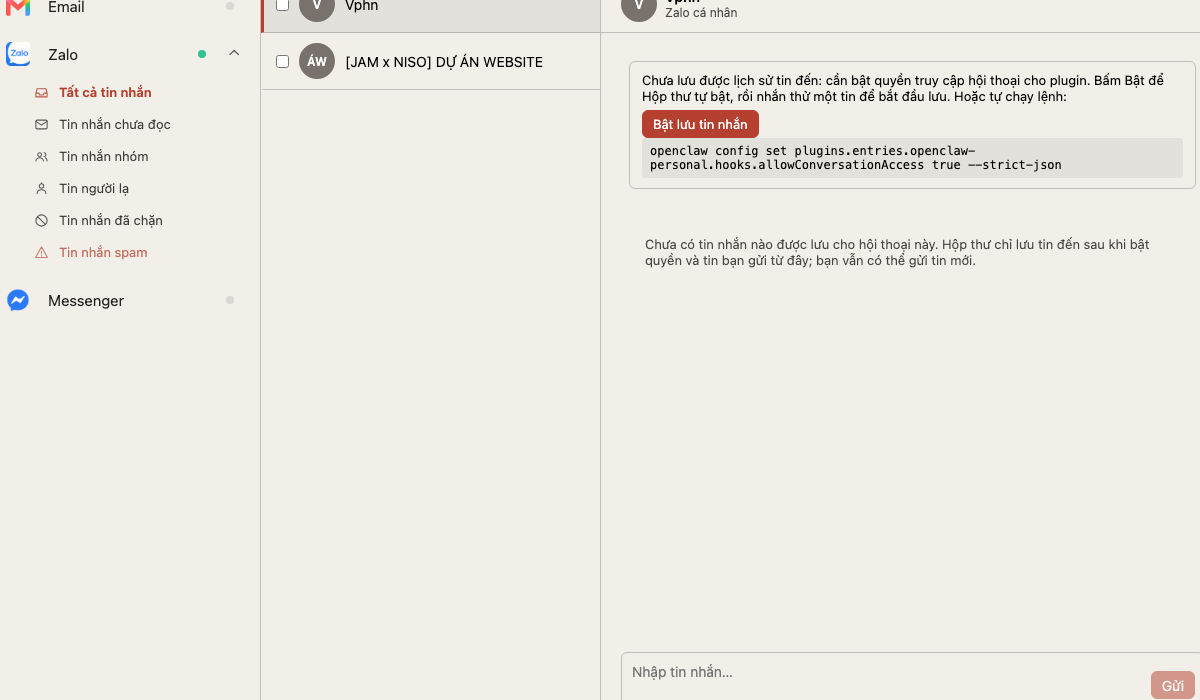 Email
Zalo
Zalo
Tất cả tin nhắn
Tin nhắn chưa đọc
Tin nhắn nhóm
Tin người lạ
Tin nhắn đã chặn
Tin nhắn spam
Messenger
V
Vphn
ÁW
[JAM x NISO] DỰ ÁN WEBSITE
V
Zalo cá nhân
Chưa lưu được lịch sử tin đến: cần bật quyền truy cập hội thoại cho plugin. Bấm Bật để
Hộp thư tự bật, rồi nhắn thử một tin để bắt đầu lưu. Hoặc tự chạy lệnh:
Bật lưu tin nhắn
openclaw config set plugins.entries.openclaw-
personal.hooks.allowConversationAccess true --strict-json
Chưa có tin nhắn nào được lưu cho hội thoại này. Hộp thư chỉ lưu tin đến sau khi bật
quyền và tin bạn gửi từ đây; bạn vẫn có thể gửi tin mới.
Nhập tin nhắn...
Gửi